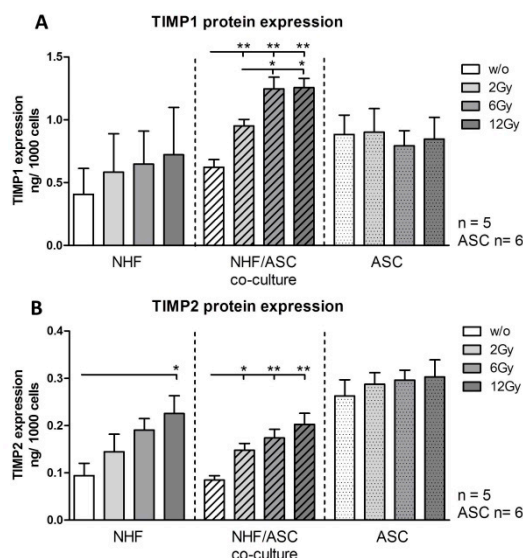 A
TIMP1 protein expression
TIMP1 expression
ng/ 1000 cells
1.5
1.0
0.5
0.0
** ** **
* *
w/o
2Gy
6Gy
12Gy
n = 5
ASC n= 6
NHF
NHF/ASC
co-culture
ASC
B
TIMP2 protein expression
TIMP2 expression
ng/ 1000 cells
0.4
0.3
0.2
0.1
0.0
*
* ** **
w/o
2Gy
6Gy
12Gy
n = 5
ASC n= 6
NHF
NHF/ASC
co-culture
ASC